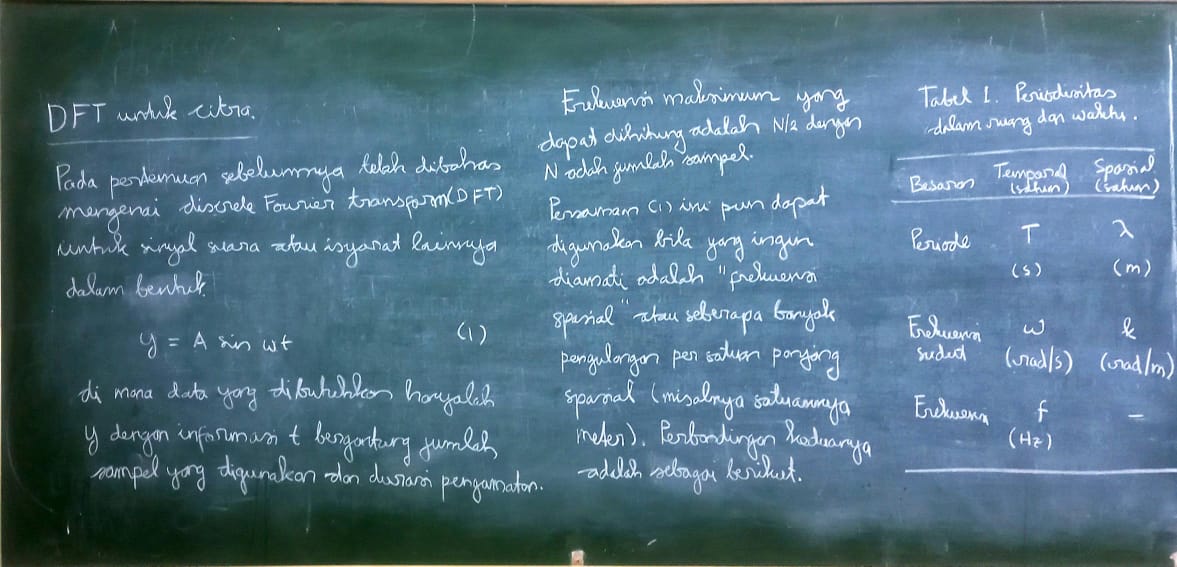 DFT untuk citra.
Pada pertemuan sebelumnya telah dibahas
mengenai discrete Fourier transform (DFT)
untuk sinyal suara atau isyarat lainnya
dalam bentuk
y = A sin ωt (1)
di mana data yang dibutuhkan hanyalah
y dengan informasi t bergantung jumlah
sampel yang digunakan dan durasi pengamatan.
Frekuensi maksimum yang
dapat dihitung adalah N/2 dengan
N adah jumlah sampel.
Persamaan (1) ini pun dapat
digunakan bila yang ingin
diamati adalah "frekuensi
spasial" atau seberapa banyak
pengulangan per satuan panjang
spasial (misalnya satuannya
meter). Perbandingan keduanya
adalah sebagai berikut.
Tabel 1. Periodisitas
dalam ruang dan waktu.
Besaran Temporal (satuan) Spasial (satuan)
Periode T λ
(s) (m)
Frekuensi ω k
sudut (rad/s) (rad/m)
Frekuensi f –
(Hz)